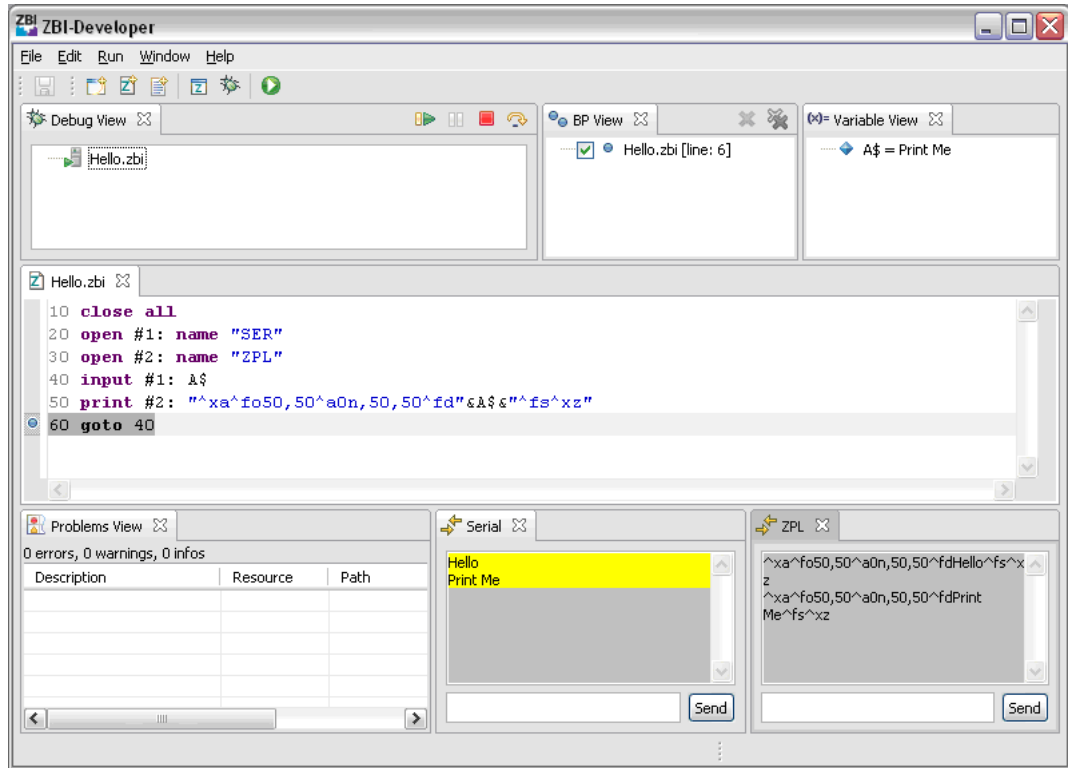 ZBI ZBI-Developer
File Edit Run Window Help
Debug View
BP View
(x)= Variable View
Hello.zbi
Hello.zbi [line: 6]
A$ = Print Me
Hello.zbi
10 close all
20 open #1: name "SER"
30 open #2: name "ZPL"
40 input #1: A$
50 print #2: "^xa^fo50,50^a0n,50,50^fd"&A$&"^fs^xz"
60 goto 40
Problems View
0 errors, 0 warnings, 0 infos
Description Resource Path
Serial
Hello
Print Me
Send
ZPL
^xa^fo50,50^a0n,50,50^fdHello^fs^x
z
^xa^fo50,50^a0n,50,50^fdPrint
Me^fs^xz
Send